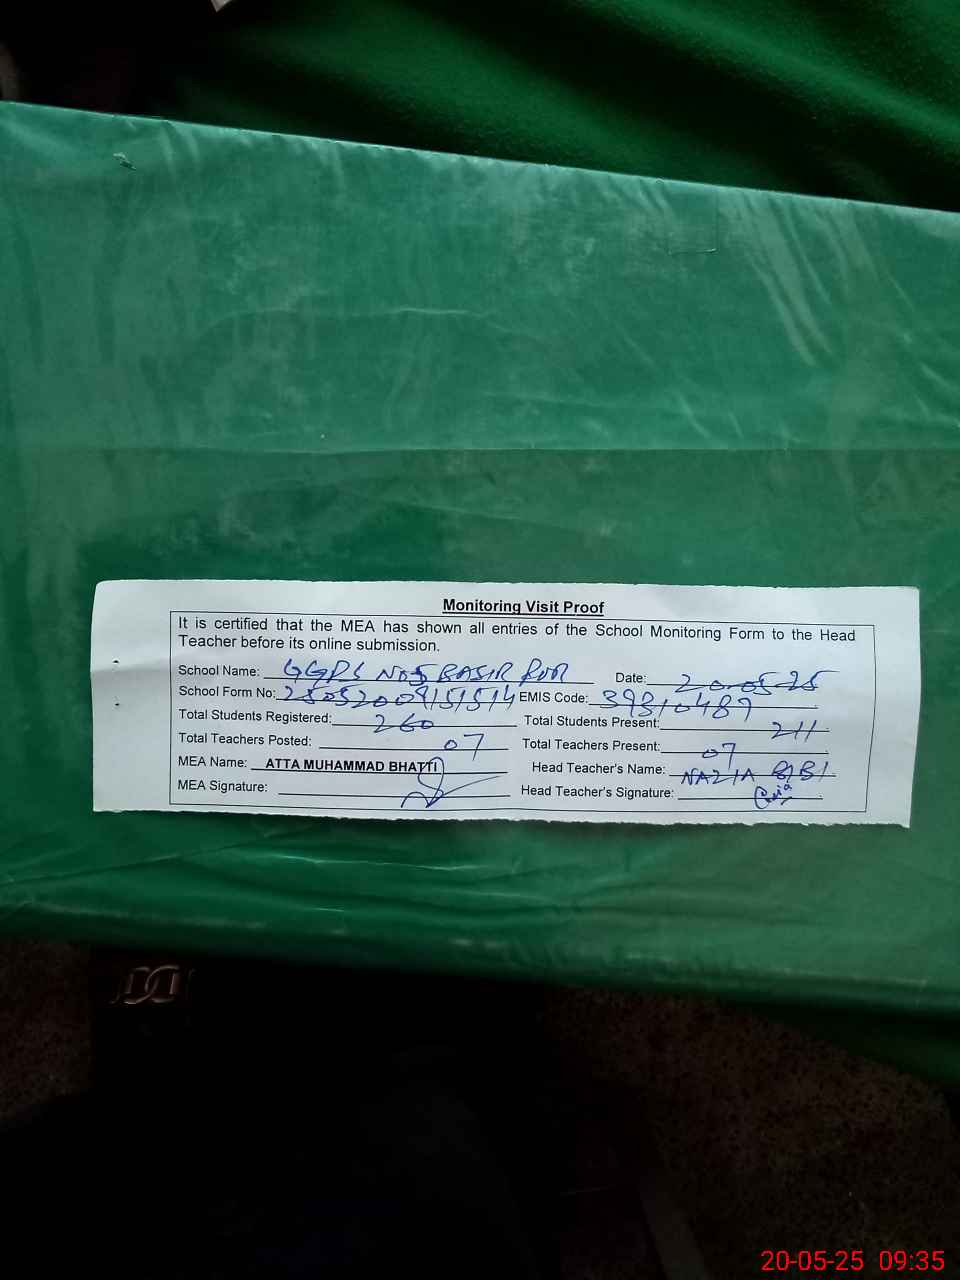 Monitoring Visit Proof
It is certified that the MEA has shown all entries of the School Monitoring Form to the Head
Teacher before its online submission.
School Name: GGPS NO5 BASIR PUR Date: 20.05.25
School Form No: EMIS Code: 39310489
Total Students Registered: 260 Total Students Present: 211
Total Teachers Posted: 07 Total Teachers Present: 07
MEA Name: ATTA MUHAMMAD BHATTI Head Teacher's Name: NAZIA BIBI
MEA Signature: Head Teacher's Signature:
20-05-25 09:35